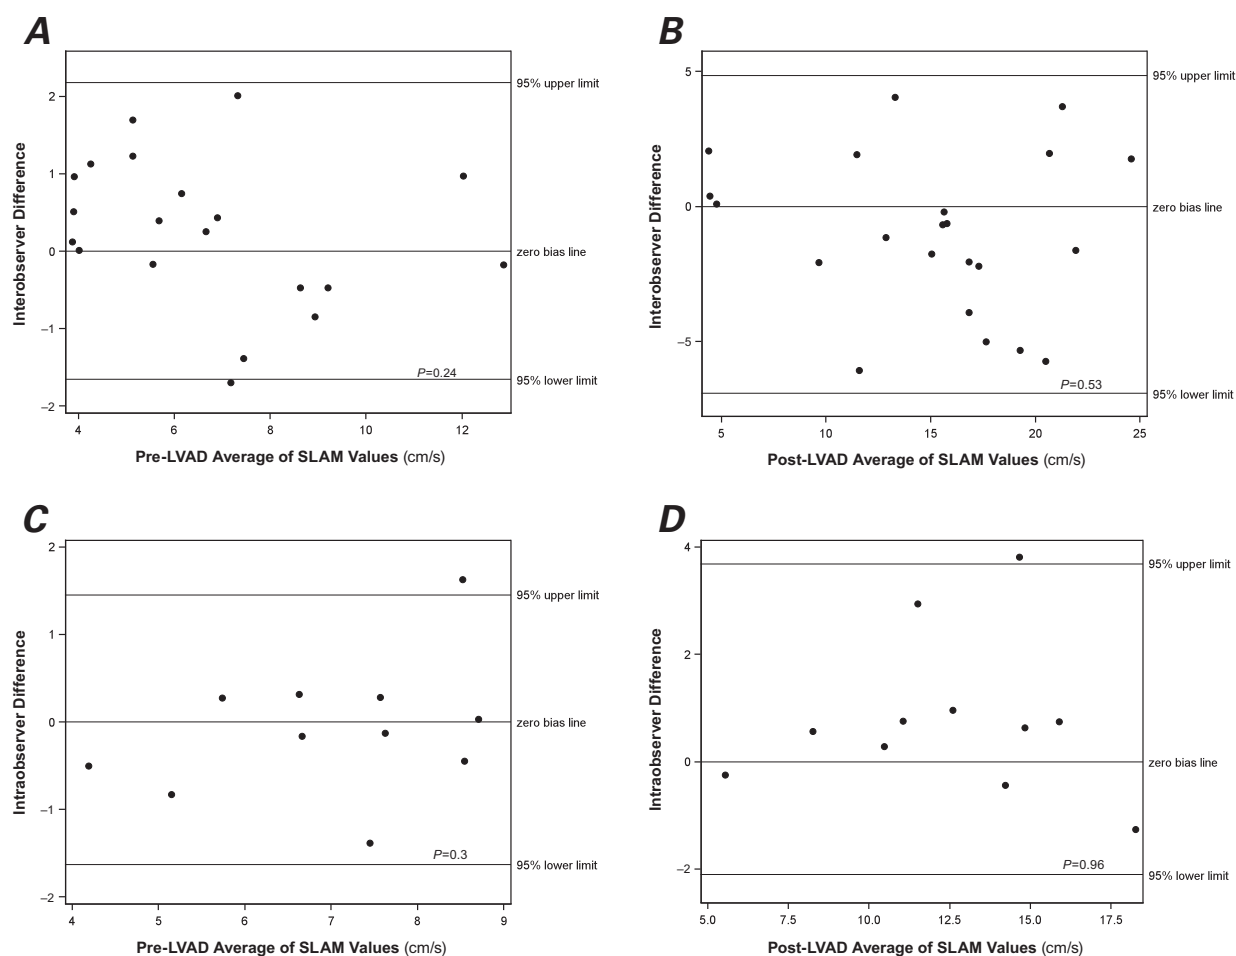 A
Interobserver Difference
2
1
0
–1
–2
95% upper limit
zero bias line
P=0.24
95% lower limit
4 6 8 10 12
Pre-LVAD Average of SLAM Values (cm/s)
B
Interobserver Difference
5
0
–5
95% upper limit
zero bias line
P=0.53
95% lower limit
5 10 15 20 25
Post-LVAD Average of SLAM Values (cm/s)
C
Intraobserver Difference
2
1
0
–1
–2
95% upper limit
zero bias line
P=0.3
95% lower limit
4 5 6 7 8 9
Pre-LVAD Average of SLAM Values (cm/s)
D
Intraobserver Difference
4
2
0
–2
95% upper limit
zero bias line
P=0.96
95% lower limit
5.0 7.5 10.0 12.5 15.0 17.5
Post-LVAD Average of SLAM Values (cm/s)